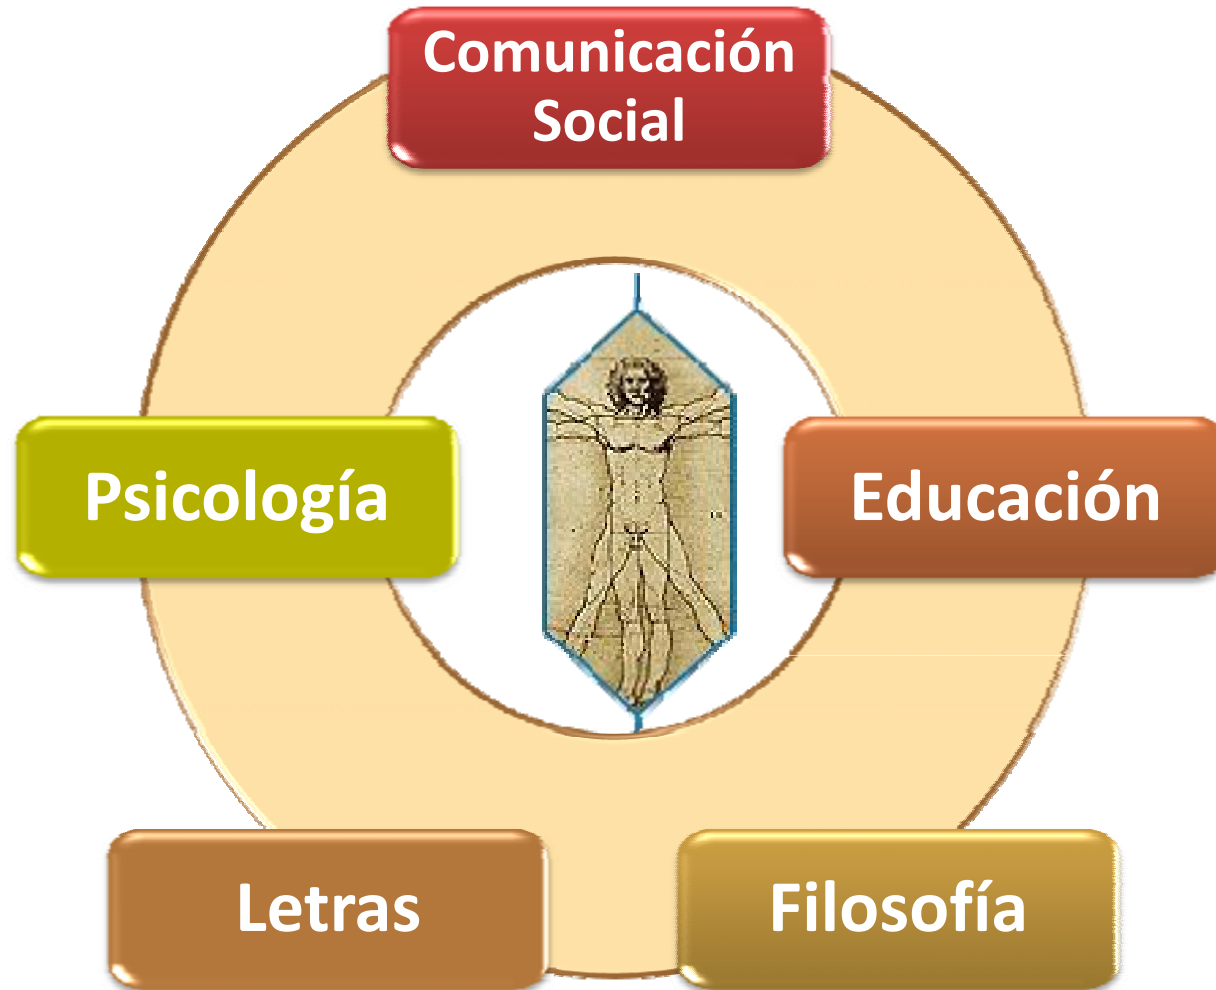 Comunicación
Social
Psicología
Educación
Letras
Filosofía